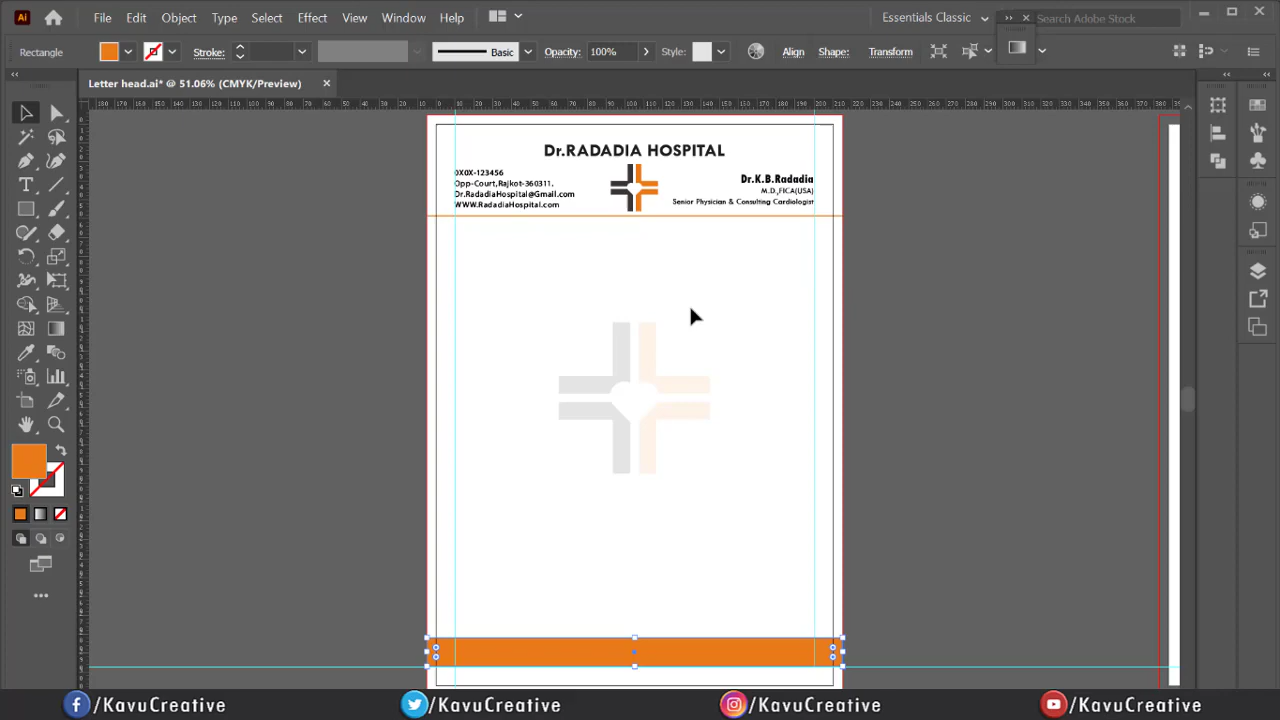 Ai File Edit Object Type Select Effect View Window Help Essentials Classic Search Adobe Stock
Rectangle Stroke: Basic Opacity: 100% Style: Align Shape: Transform
Letter head.ai* @ 51.06% (CMYK/Preview)
Dr.RADADIA HOSPITAL
0X0X-123456
Opp-Court,Rajkot-360311.
Dr.RadadiaHospital@Gmail.com
WWW.RadadiaHospital.com
Dr.K.B.Radadia
M.D.,FICA(USA)
Senior Physician & Consulting Cardiologist
/KavuCreative /KavuCreative /KavuCreative /KavuCreative